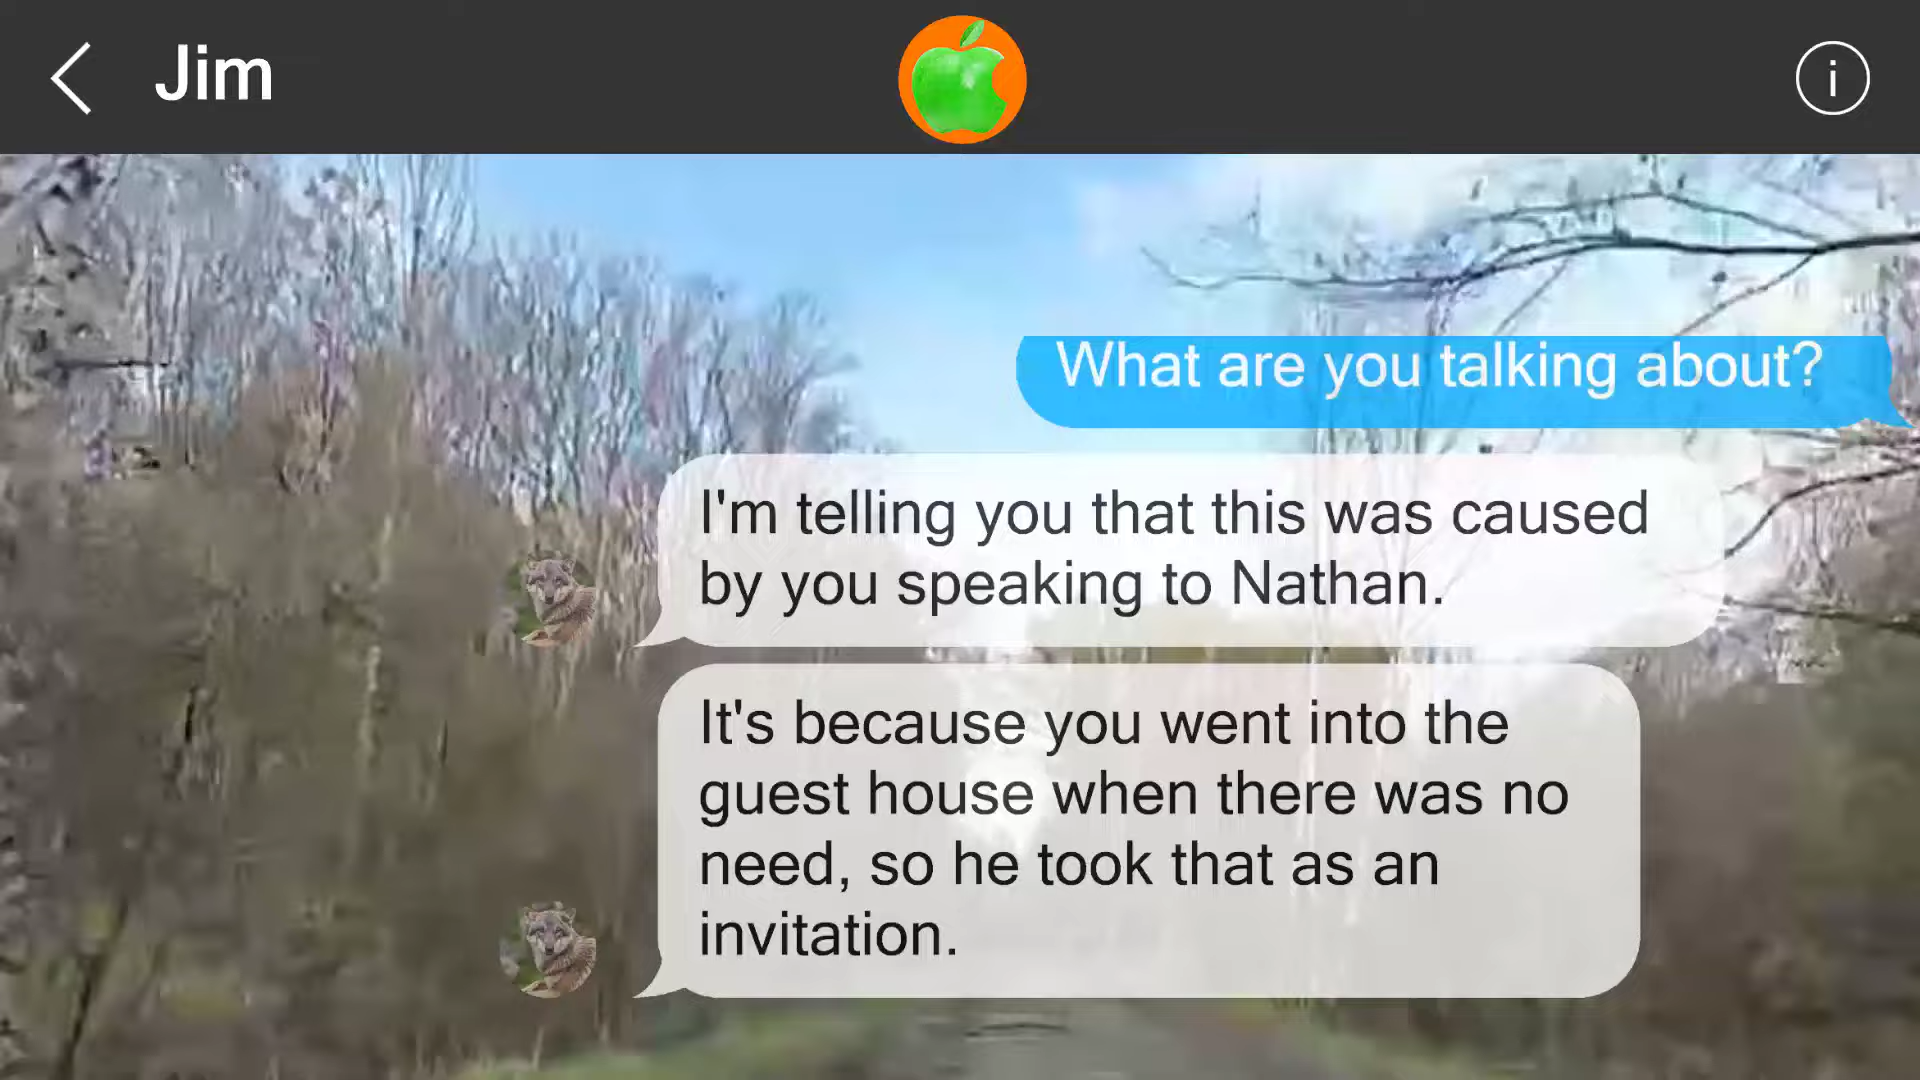 Jim
i
What are you talking about?
I'm telling you that this was caused
by you speaking to Nathan.
It's because you went into the
guest house when there was no
need, so he took that as an
invitation.